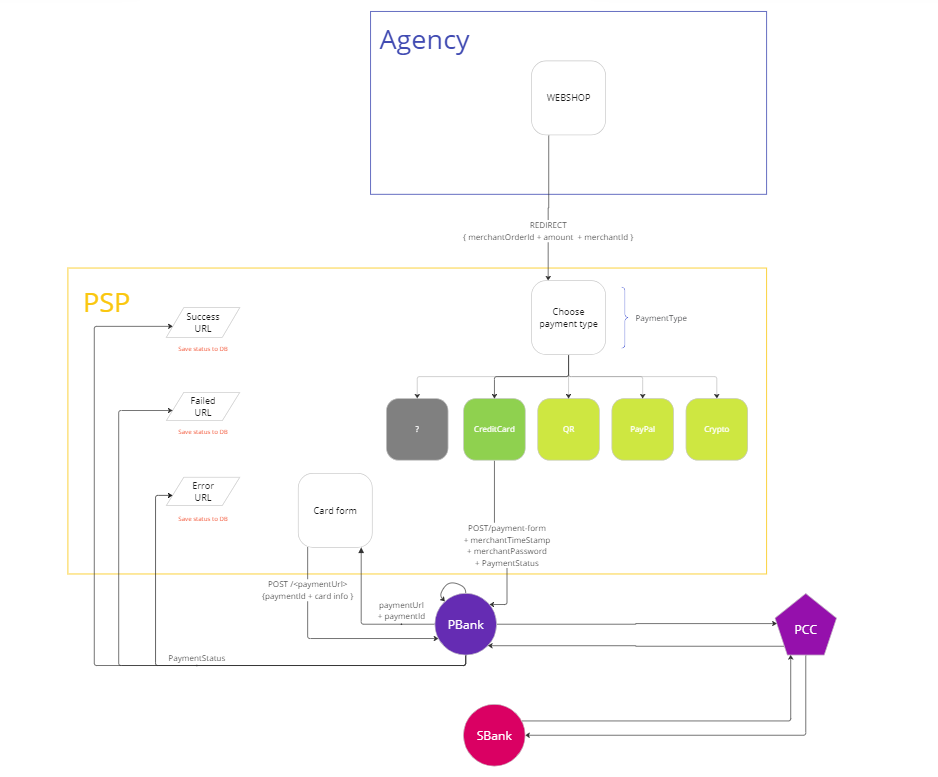 Agency
WEBSHOP
REDIRECT
{ merchantOrderId + amount + merchantId }
PSP
Success
URL
Save status to DB
Choose
payment type
PaymentType
Failed
URL
Save status to DB
?
CreditCard
QR
PayPal
Crypto
Error
URL
Save status to DB
Card form
POST/payment-form
+ merchantTimeStamp
+ merchantPassword
+ PaymentStatus
POST /<paymentUrl>
{paymentId + card info }
paymentUrl
+ paymentId
PBank
PCC
PaymentStatus
SBank